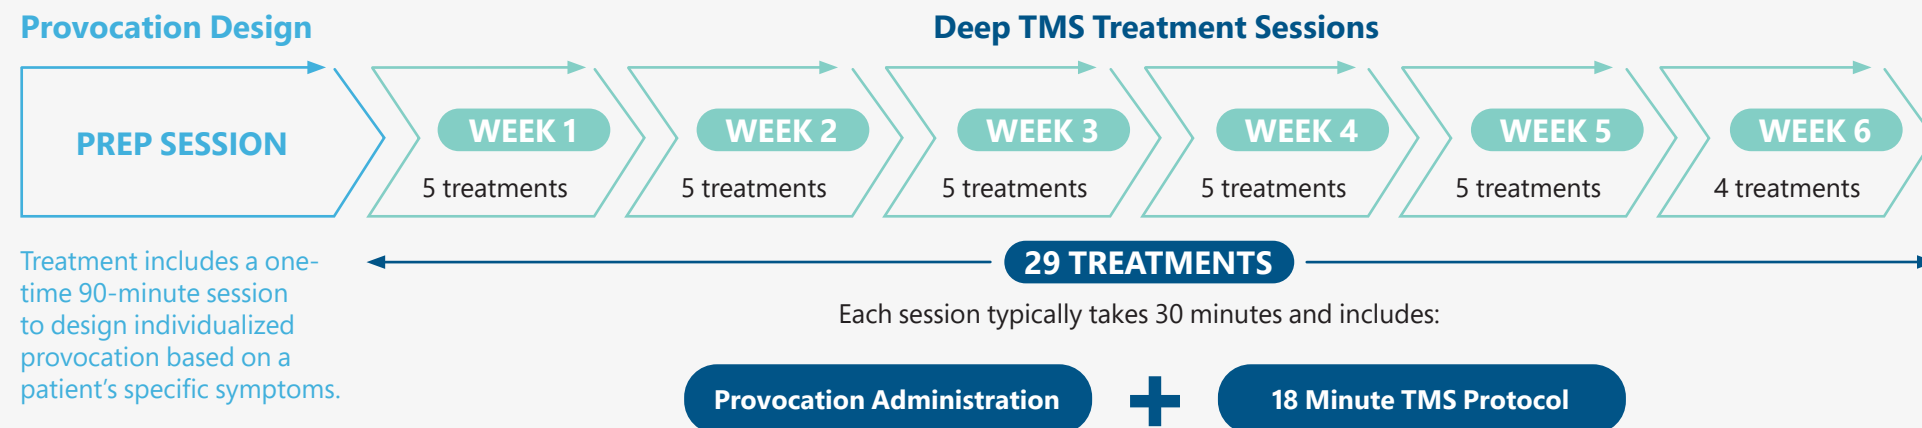 Provocation Design
Deep TMS Treatment Sessions
PREP SESSION
WEEK 1
5 treatments
WEEK 2
5 treatments
WEEK 3
5 treatments
WEEK 4
5 treatments
WEEK 5
5 treatments
WEEK 6
4 treatments
Treatment includes a one-
time 90-minute session
to design individualized
provocation based on a
patient’s specific symptoms.
29 TREATMENTS
Each session typically takes 30 minutes and includes:
Provocation Administration
+
18 Minute TMS Protocol